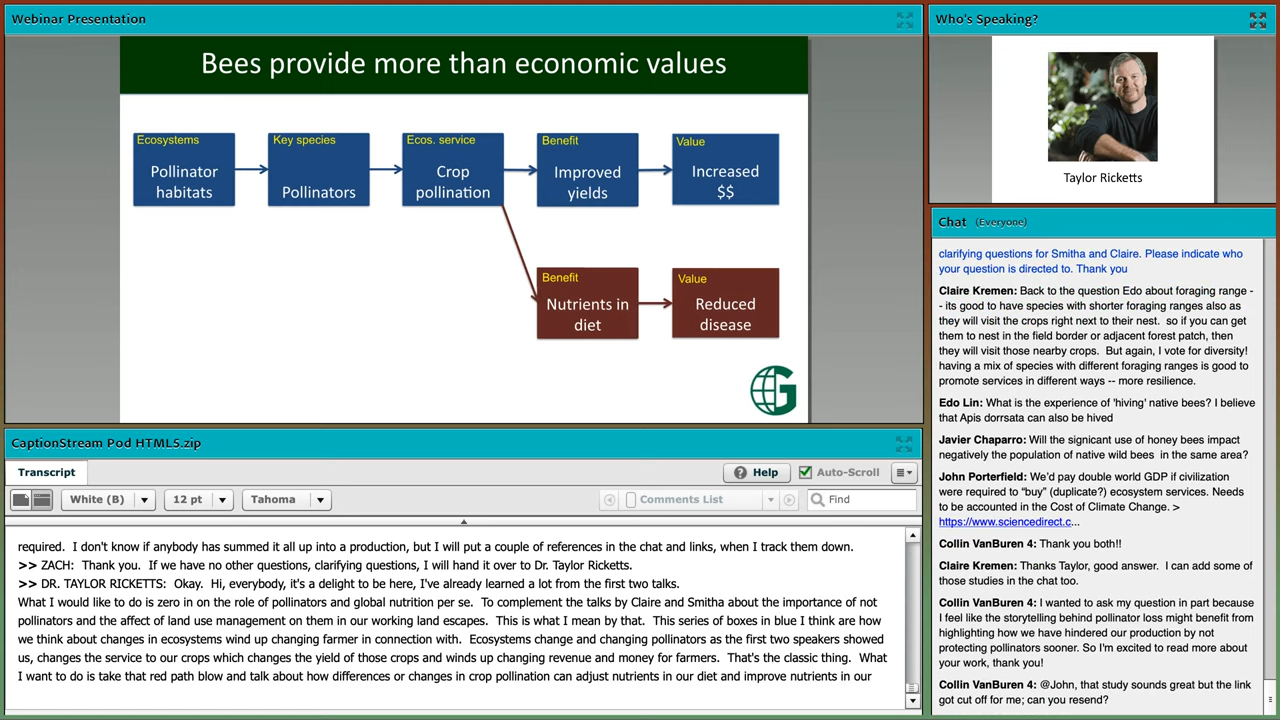 Webinar Presentation
Bees provide more than economic values
Ecosystems
Pollinator
habitats
Key species
Pollinators
Ecos. service
Crop
pollination
Benefit
Improved
yields
Value
Increased
$$
Benefit
Nutrients in
diet
Value
Reduced
disease
G
Who's Speaking?
Taylor Ricketts
CaptionStream Pod HTML5.zip
Transcript
Help
Auto-Scroll
White (B)
12 pt
Tahoma
Comments List
Find
required. I don't know if anybody has summed it all up into a production, but I will put a couple of references in the chat and links, when I track them down.
>> ZACH: Thank you. If we have no other questions, clarifying questions, I will hand it over to Dr. Taylor Ricketts.
>> DR. TAYLOR RICKETTS: Okay. Hi, everybody, it's a delight to be here, I've already learned a lot from the first two talks.
What I would like to do is zero in on the role of pollinators and global nutrition per se. To complement the talks by Claire and Smitha about the importance of not
pollinators and the affect of land use management on them in our working land escapes. This is what I mean by that. This series of boxes in blue I think are how
we think about changes in ecosystems wind up changing farmer in connection with. Ecosystems change and changing pollinators as the first two speakers showed
us, changes the service to our crops which changes the yield of those crops and winds up changing revenue and money for farmers. That's the classic thing. What
I want to do is take that red path blow and talk about how differences or changes in crop pollination can adjust nutrients in our diet and improve nutrients in our
Chat (Everyone)
clarifying questions for Smitha and Claire. Please indicate who
your question is directed to. Thank you
Claire Kremen: Back to the question Edo about foraging range -
- its good to have species with shorter foraging ranges also as
they will visit the crops right next to their nest. so if you can get
them to nest in the field border or adjacent forest patch, then
they will visit those nearby crops. But again, I vote for diversity!
having a mix of species with different foraging ranges is good to
promote services in different ways -- more resilience.
Edo Lin: What is the experience of 'hiving' native bees? I believe
that Apis dorrsata can also be hived
Javier Chaparro: Will the signicant use of honey bees impact
negatively the population of native wild bees in the same area?
John Porterfield: We'd pay double world GDP if civilization
were required to "buy" (duplicate?) ecosystem services. Needs
to be accounted in the Cost of Climate Change. >
https://www.sciencedirect.c...
Collin VanBuren 4: Thank you both!!
Claire Kremen: Thanks Taylor, good answer. I can add some of
those studies in the chat too.
Collin VanBuren 4: I wanted to ask my question in part because
I feel like the storytelling behind pollinator loss might benefit from
highlighting how we have hindered our production by not
protecting pollinators sooner. So I'm excited to read more about
your work, thank you!
Collin VanBuren 4: @John, that study sounds great but the link
got cut off for me; can you resend?